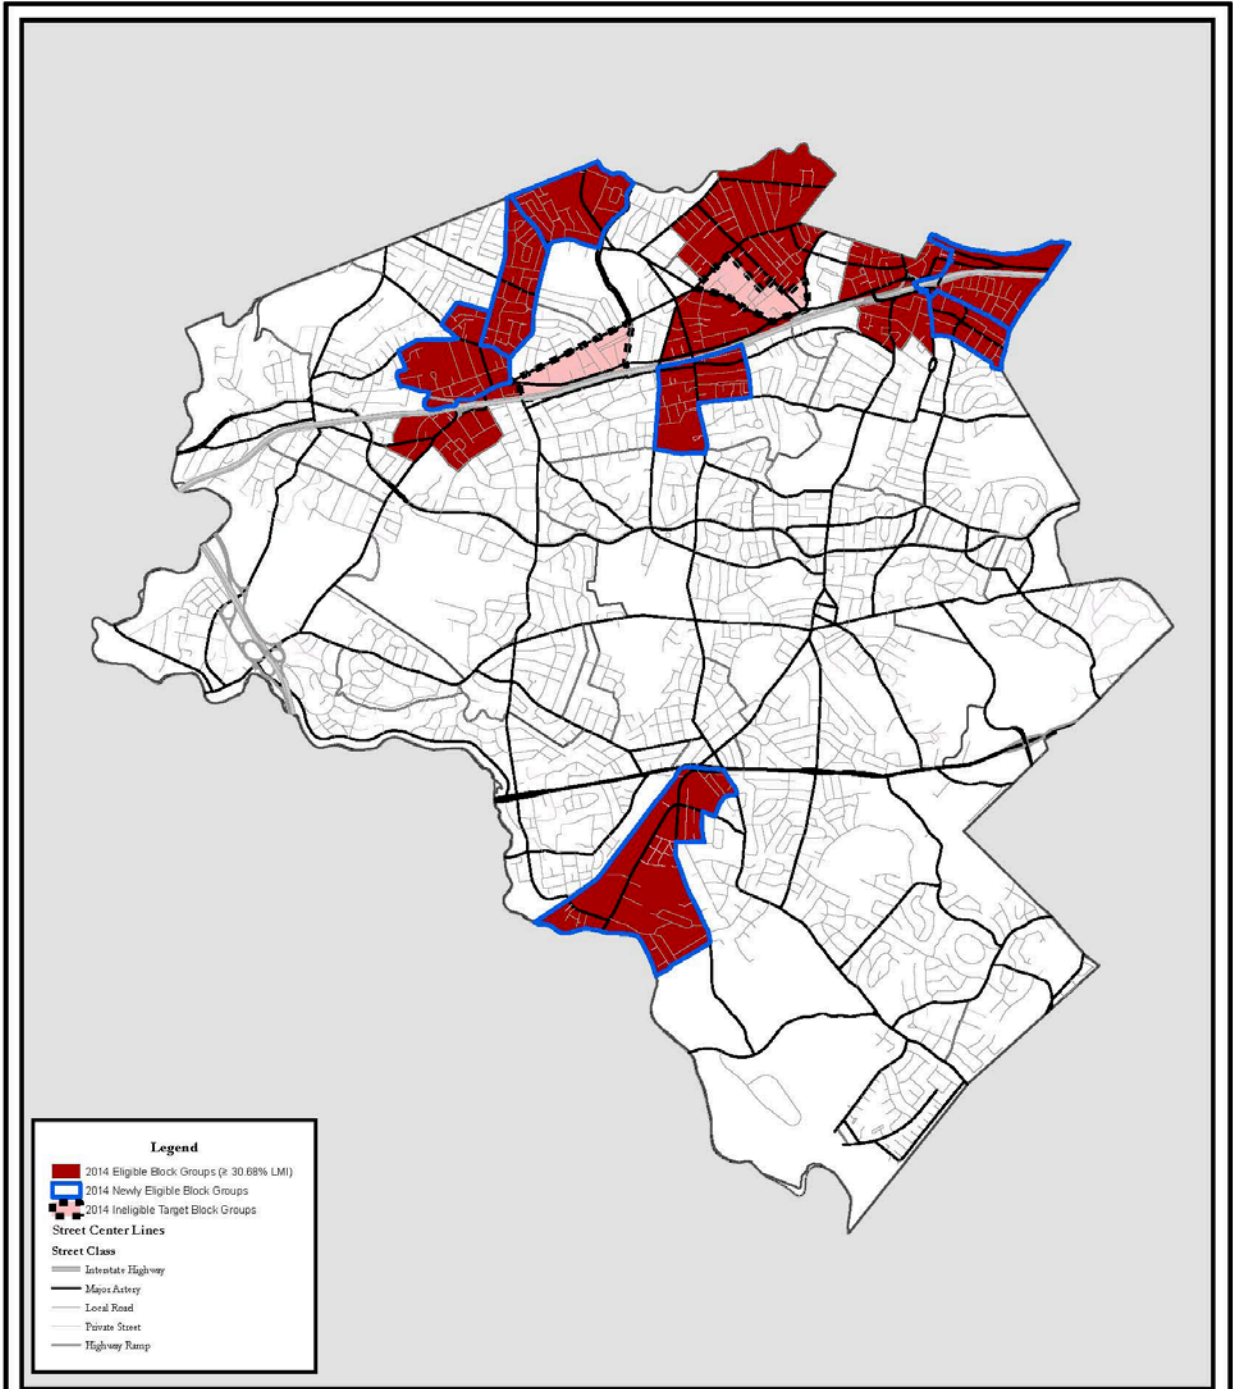 Legend
2014 Eligible Block Groups (≥ 30.68% LMI)
2014 Newly Eligible Block Groups
2014 Ineligible Target Block Groups
Street Center Lines
Street Class
Interstate Highway
Major Artery
Local Road
Private Street
Highway Ramp